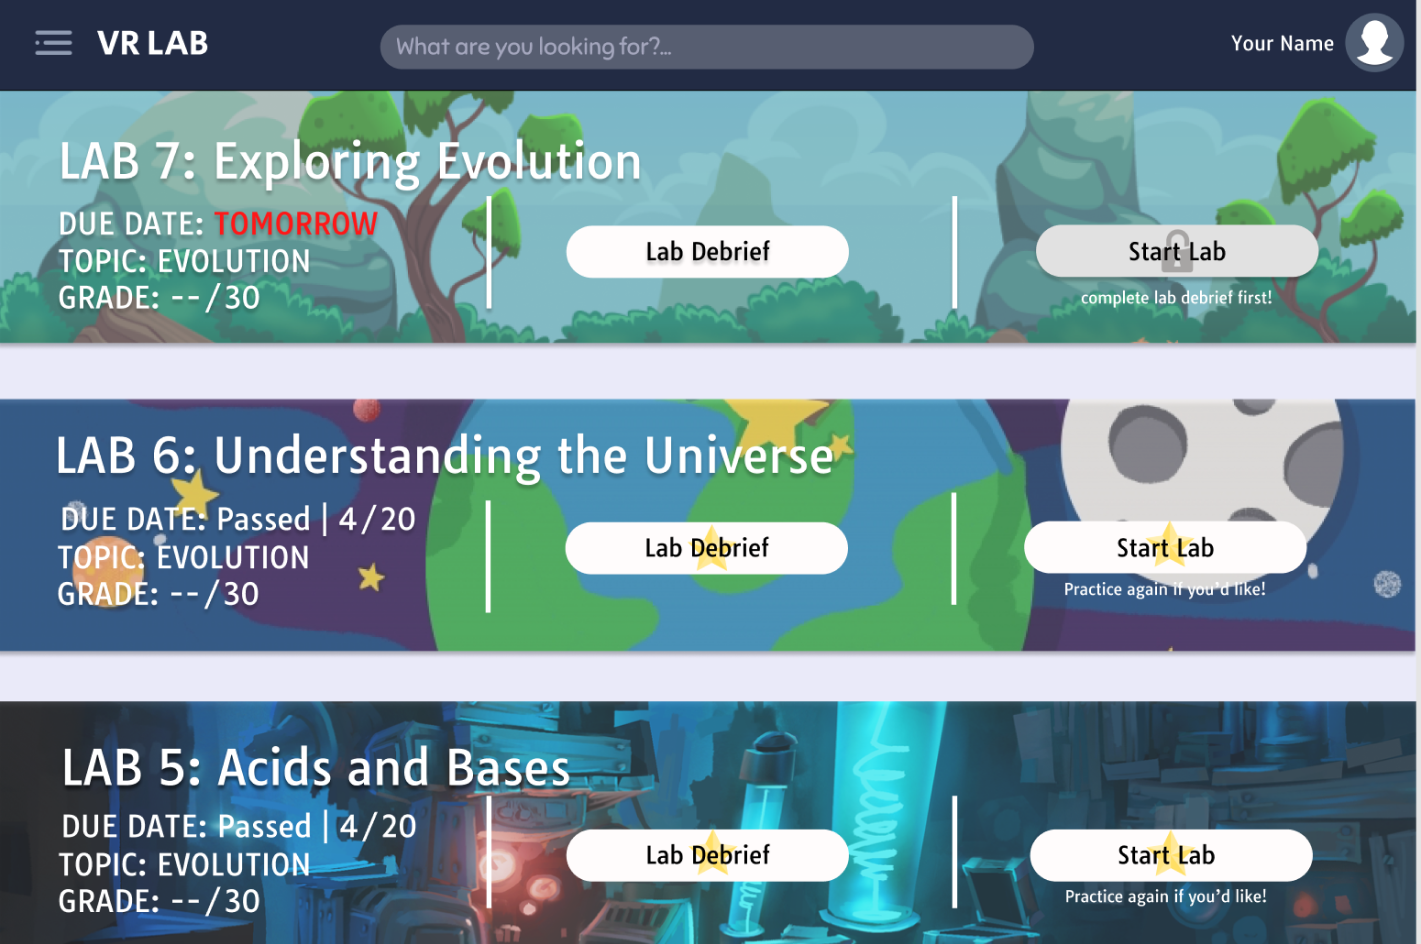 VR LAB
What are you looking for?...
Your Name
LAB 7: Exploring Evolution
DUE DATE: TOMORROW
TOPIC: EVOLUTION
GRADE: --/30
Lab Debrief
Start Lab
complete lab debrief first!
LAB 6: Understanding the Universe
DUE DATE: Passed | 4/20
TOPIC: EVOLUTION
GRADE: --/30
Lab Debrief
Start Lab
Practice again if you'd like!
LAB 5: Acids and Bases
DUE DATE: Passed | 4/20
TOPIC: EVOLUTION
GRADE: --/30
Lab Debrief
Start Lab
Practice again if you'd like!